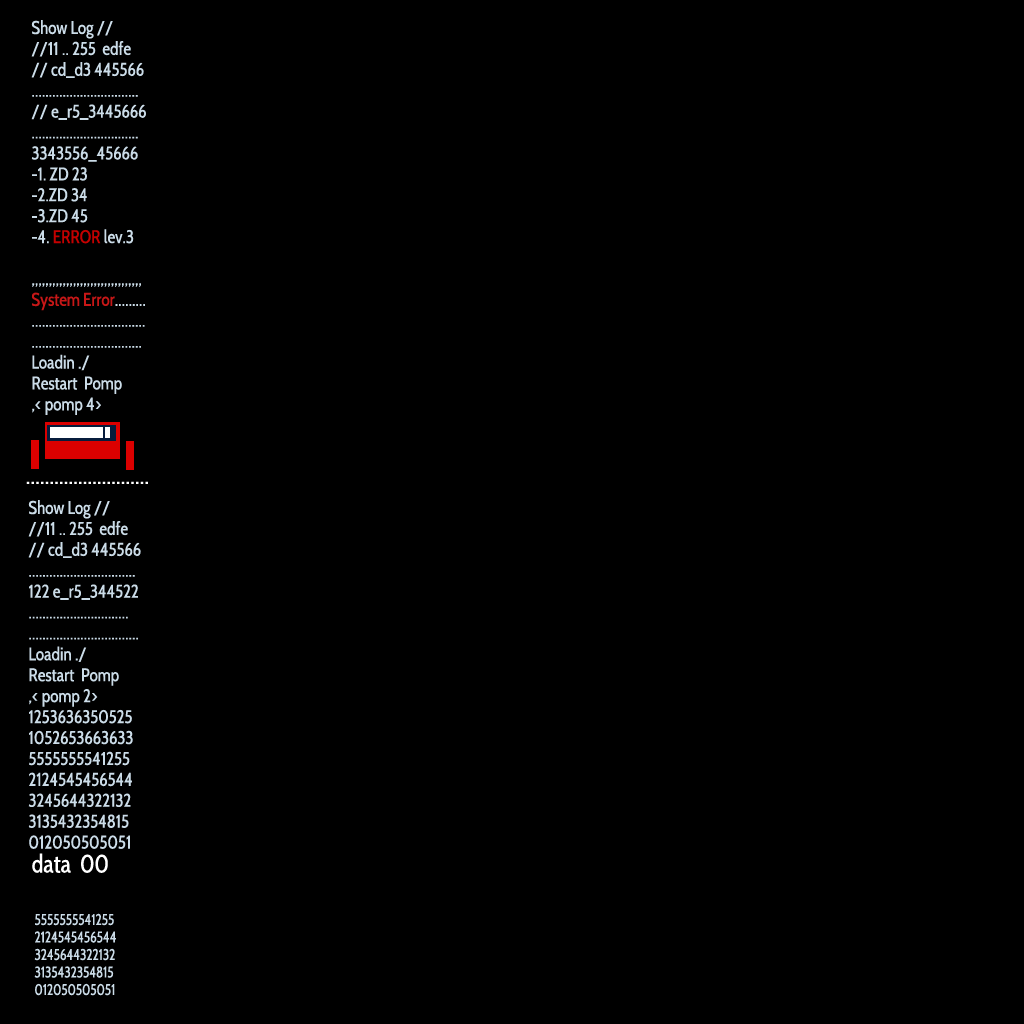 Show Log //
//11 .. 255  edfe
// cd_d3 445566
...............................
// e_r5_3445666
...............................
3343556_45666
-1. ZD 23
-2.ZD 34
-3.ZD 45
-4. ERROR lev.3
,,,,,,,,,,,,,,,,,,,,,,,,,,,,,,,,
System Error.........
.................................
................................
Loadin ./
Restart  Pomp
,< pomp 4>
Show Log //
//11 .. 255  edfe
// cd_d3 445566
...............................
122 e_r5_344522
.............................
................................
Loadin ./
Restart  Pomp
,< pomp 2>
1253636350525
1052653663633
5555555541255
2124545456544
3245644322132
3135432354815
012050505051
data  00
5555555541255
2124545456544
3245644322132
3135432354815
012050505051